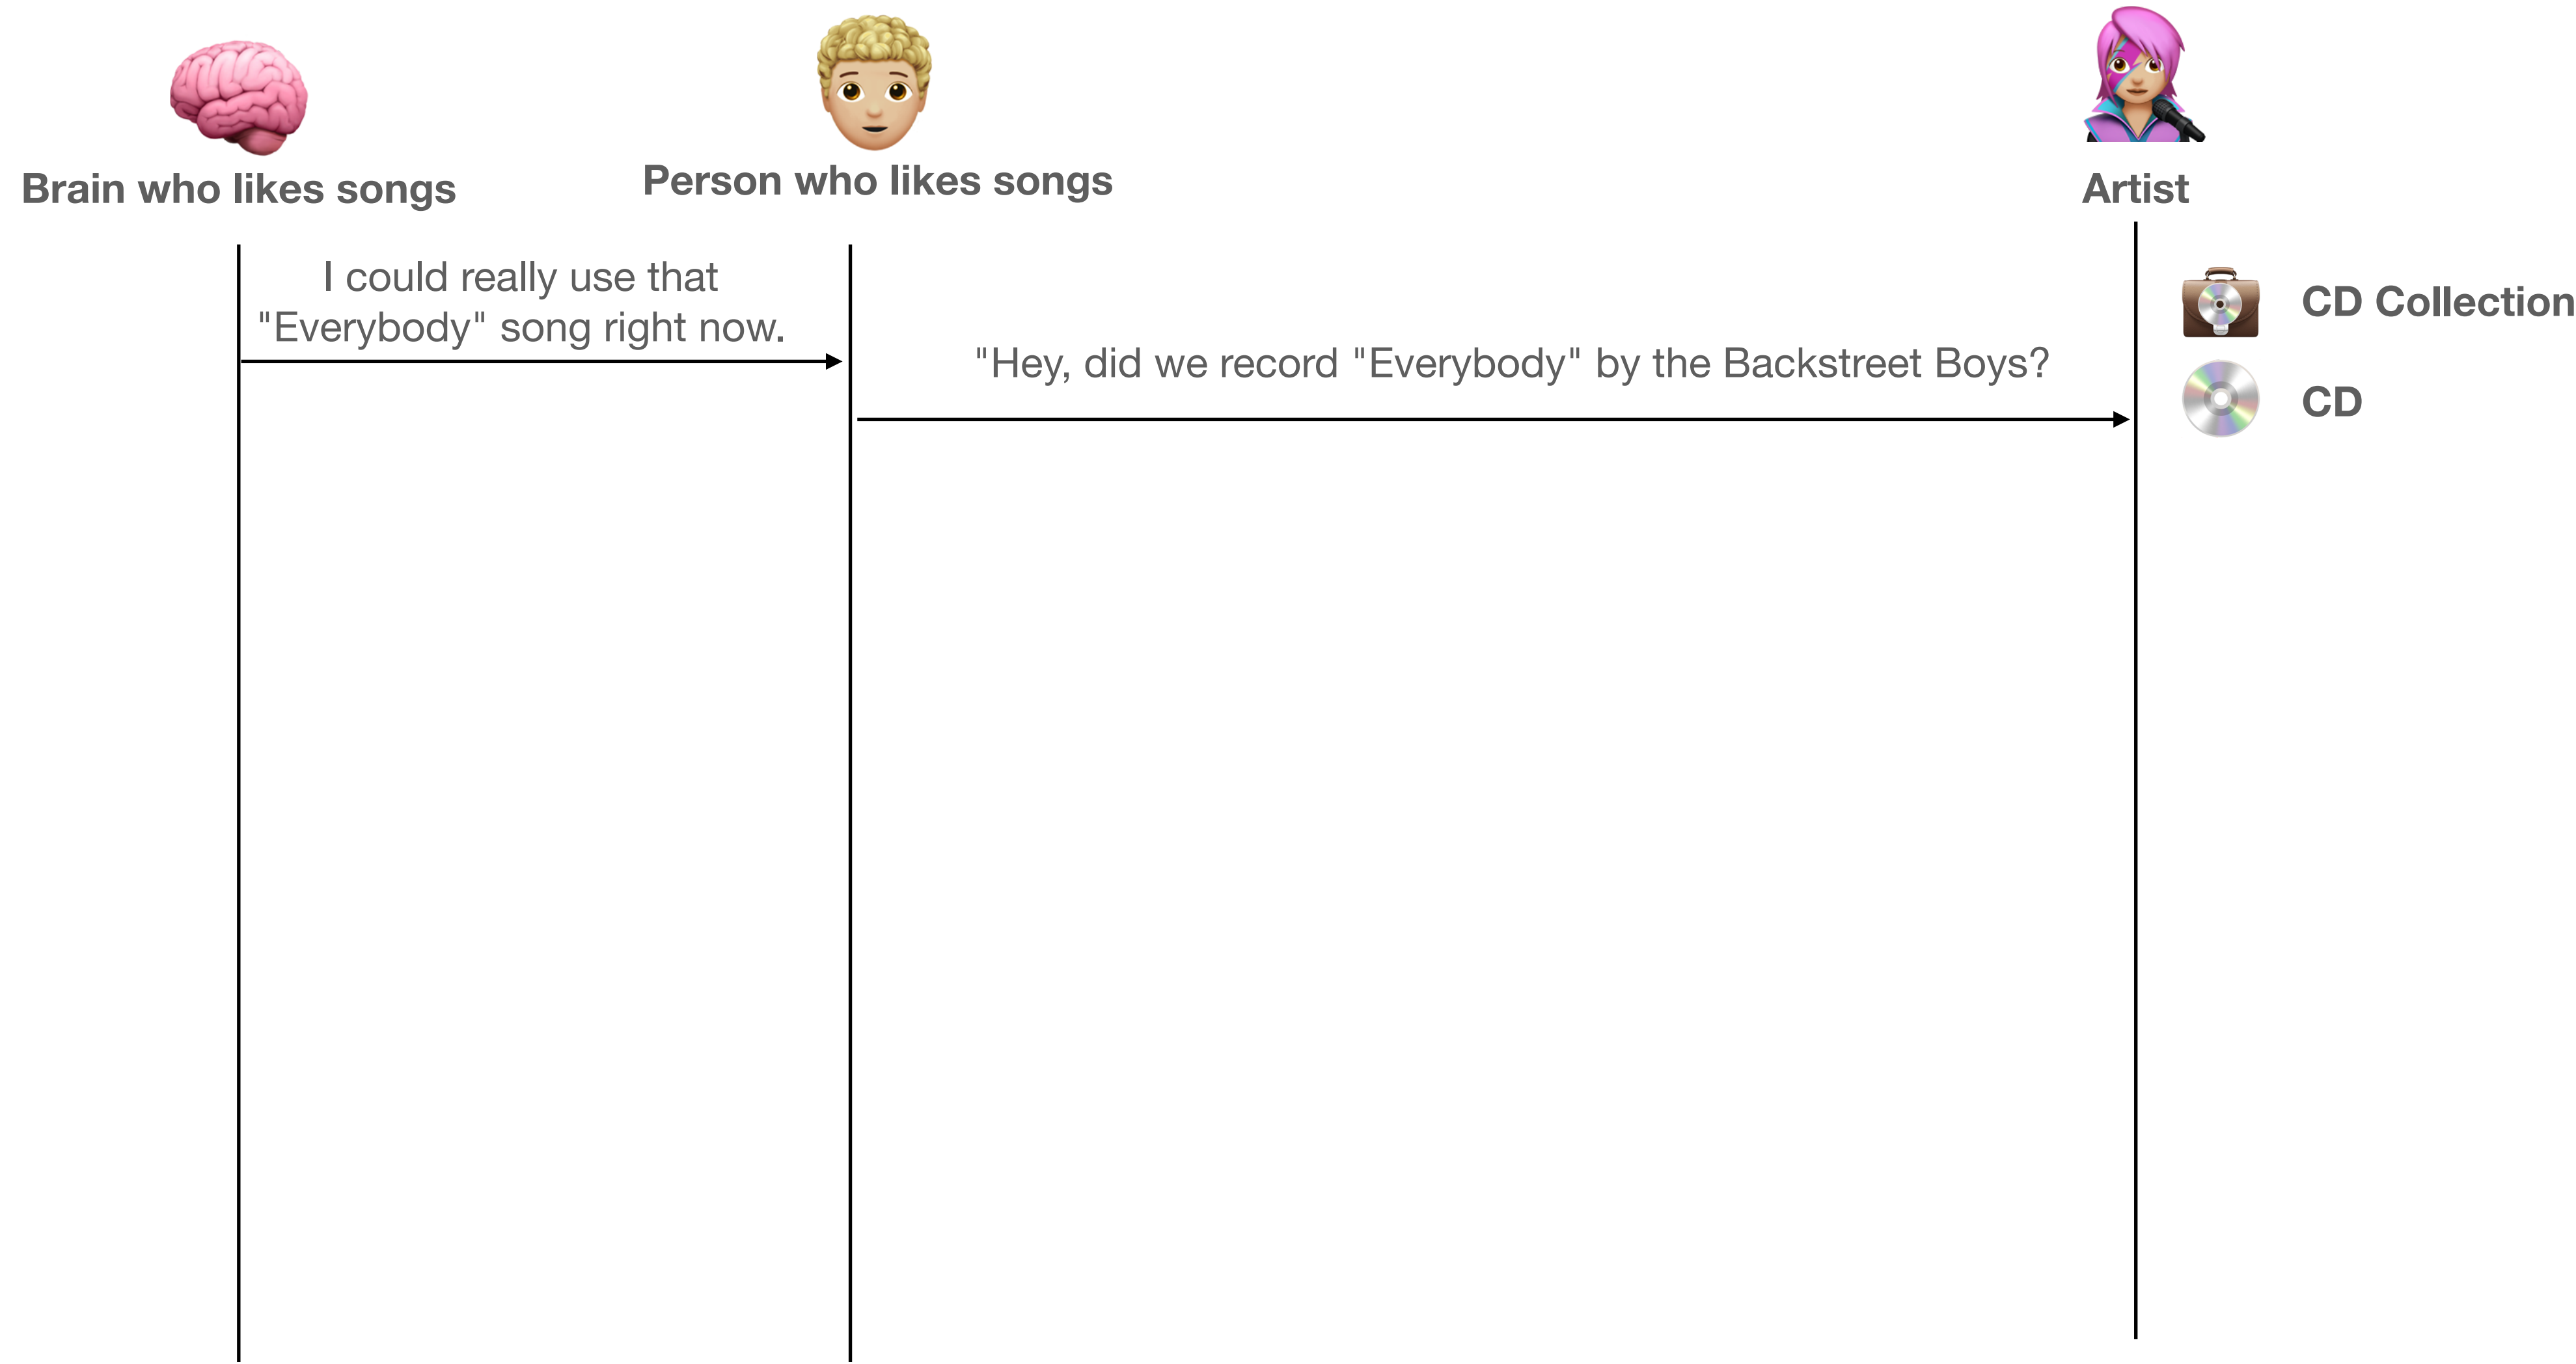 Brain who likes songs
Person who likes songs
Artist
I could really use that
"Everybody" song right now.
"Hey, did we record "Everybody" by the Backstreet Boys?
CD Collection
CD